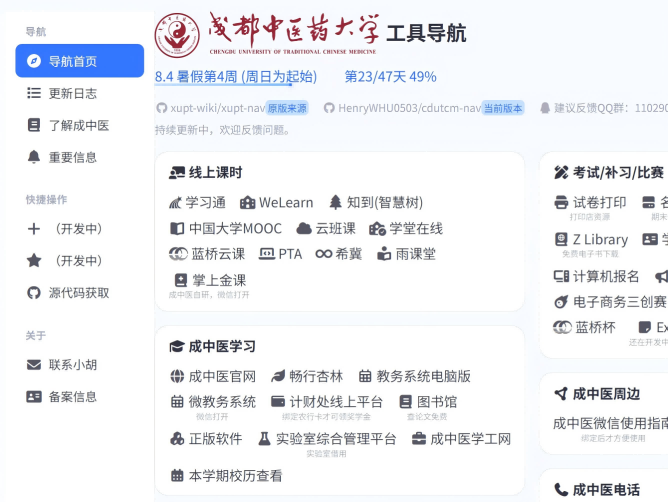 导航
导航首页
更新日志
了解成中医
重要信息
快捷操作
（开发中）
（开发中）
源代码获取
关于
联系小胡
备案信息
成都中医药大学 工具导航
CHENGDU UNIVERSITY OF TRADITIONAL CHINESE MEDICINE
8.4 暑假第4周 (周日为起始) 第23/47天 49%
xupt-wiki/xupt-nav 原版来源 HenryWHU0503/cdutcm-nav 当前版本 建议反馈QQ群：110290
持续更新中，欢迎反馈问题。
线上课时
学习通 WeLearn 知到(智慧树)
中国大学MOOC 云班课 学堂在线
蓝桥云课 PTA 希冀 雨课堂
掌上金课
成中医自研，微信打开
成中医学习
成中医官网 畅行杏林 教务系统电脑版
微教务系统 计财处线上平台 图书馆
微信打开 绑定农行卡才可领奖学金 查论文免费
正版软件 实验室综合管理平台 成中医学工网
实验室借用
本学期校历查看
考试/补习/比赛
试卷打印
打印店资源 期末
Z Library
免费电子书下载
计算机报名
电子商务三创赛
蓝桥杯 Ex
还在开发中
成中医周边
成中医微信使用指南
绑定后才方便使用
成中医电话